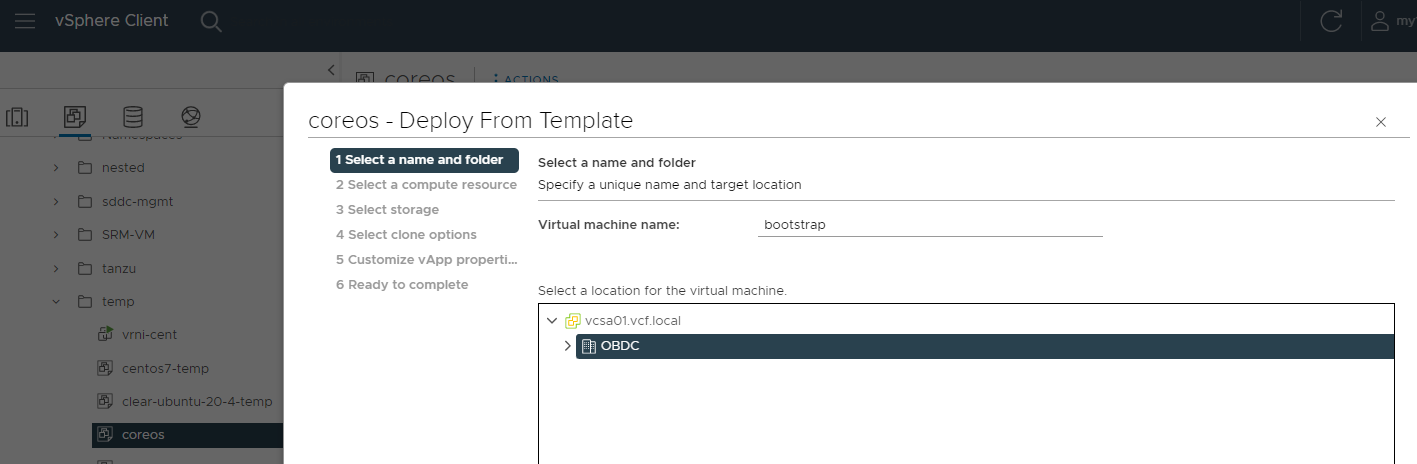 vSphere Client
my
coreos
ACTIONS
Namespaces
nested
sddc-mgmt
SRM-VM
tanzu
temp
vrni-cent
centos7-temp
clear-ubuntu-20-4-temp
coreos
coreos - Deploy From Template
1 Select a name and folder
2 Select a compute resource
3 Select storage
4 Select clone options
5 Customize vApp properti...
6 Ready to complete
Select a name and folder
Specify a unique name and target location
Virtual machine name:
bootstrap
Select a location for the virtual machine.
vcsa01.vcf.local
OBDC